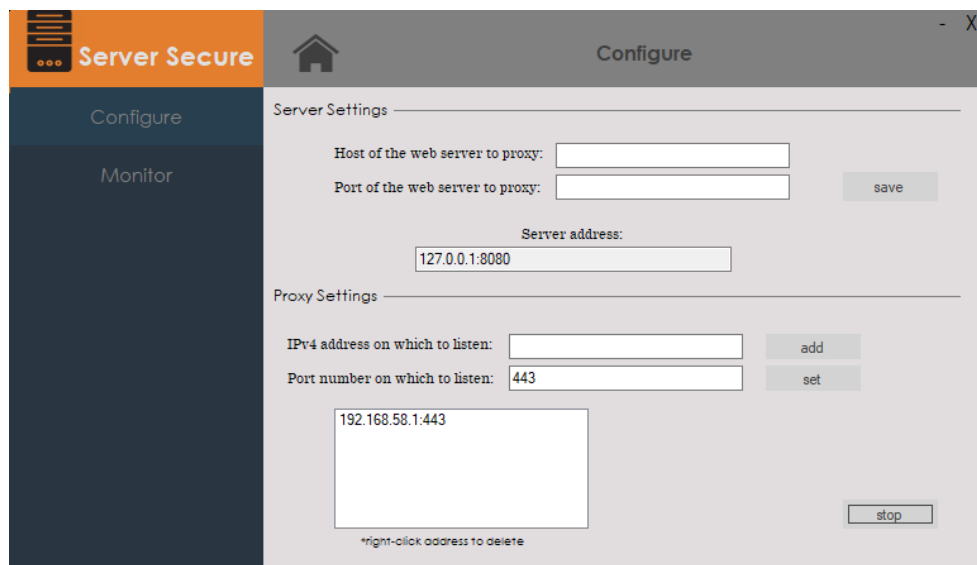 - X
Server Secure
Configure
Configure
Monitor
Server Settings
Host of the web server to proxy:
Port of the web server to proxy:
save
Server address:
127.0.0.1:8080
Proxy Settings
IPv4 address on which to listen:
add
Port number on which to listen: 443
set
192.168.58.1:443
stop
*right-click address to delete